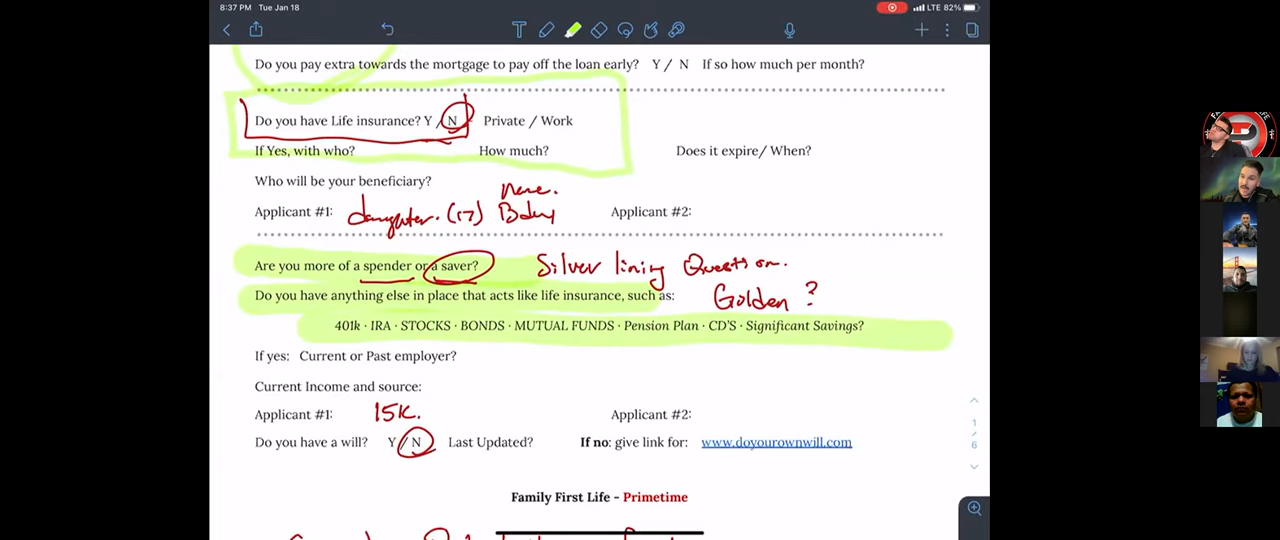 8:37 PM Tue Jan 18
LTE 82%
Do you pay extra towards the mortgage to pay off the loan early? Y / N If so how much per month?
Do you have Life insurance? Y / N Private / Work
If Yes, with who? How much? Does it expire/ When?
Who will be your beneficiary?
Applicant #1: daughter. (17) Applicant #2:
Are you more of a spender or a saver? Silver lining Question.
Do you have anything else in place that acts like life insurance, such as: Golden ?
401k · IRA · STOCKS · BONDS · MUTUAL FUNDS · Pension Plan · CD'S · Significant Savings?
If yes: Current or Past employer?
Current Income and source:
Applicant #1: 15K. Applicant #2:
Do you have a will? Y / N Last Updated? If no: give link for: www.doyourownwill.com
1
/
6
Family First Life - Primetime